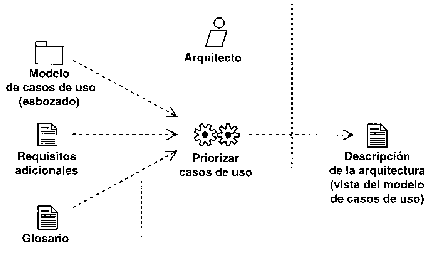 Arquitecto
Modelo
de casos de uso
(esbozado)
Requisitos
adicionales
Priorizar
casos de uso
Descripción
de la arquitectura
(vista del modelo
de casos de uso)
Glosario